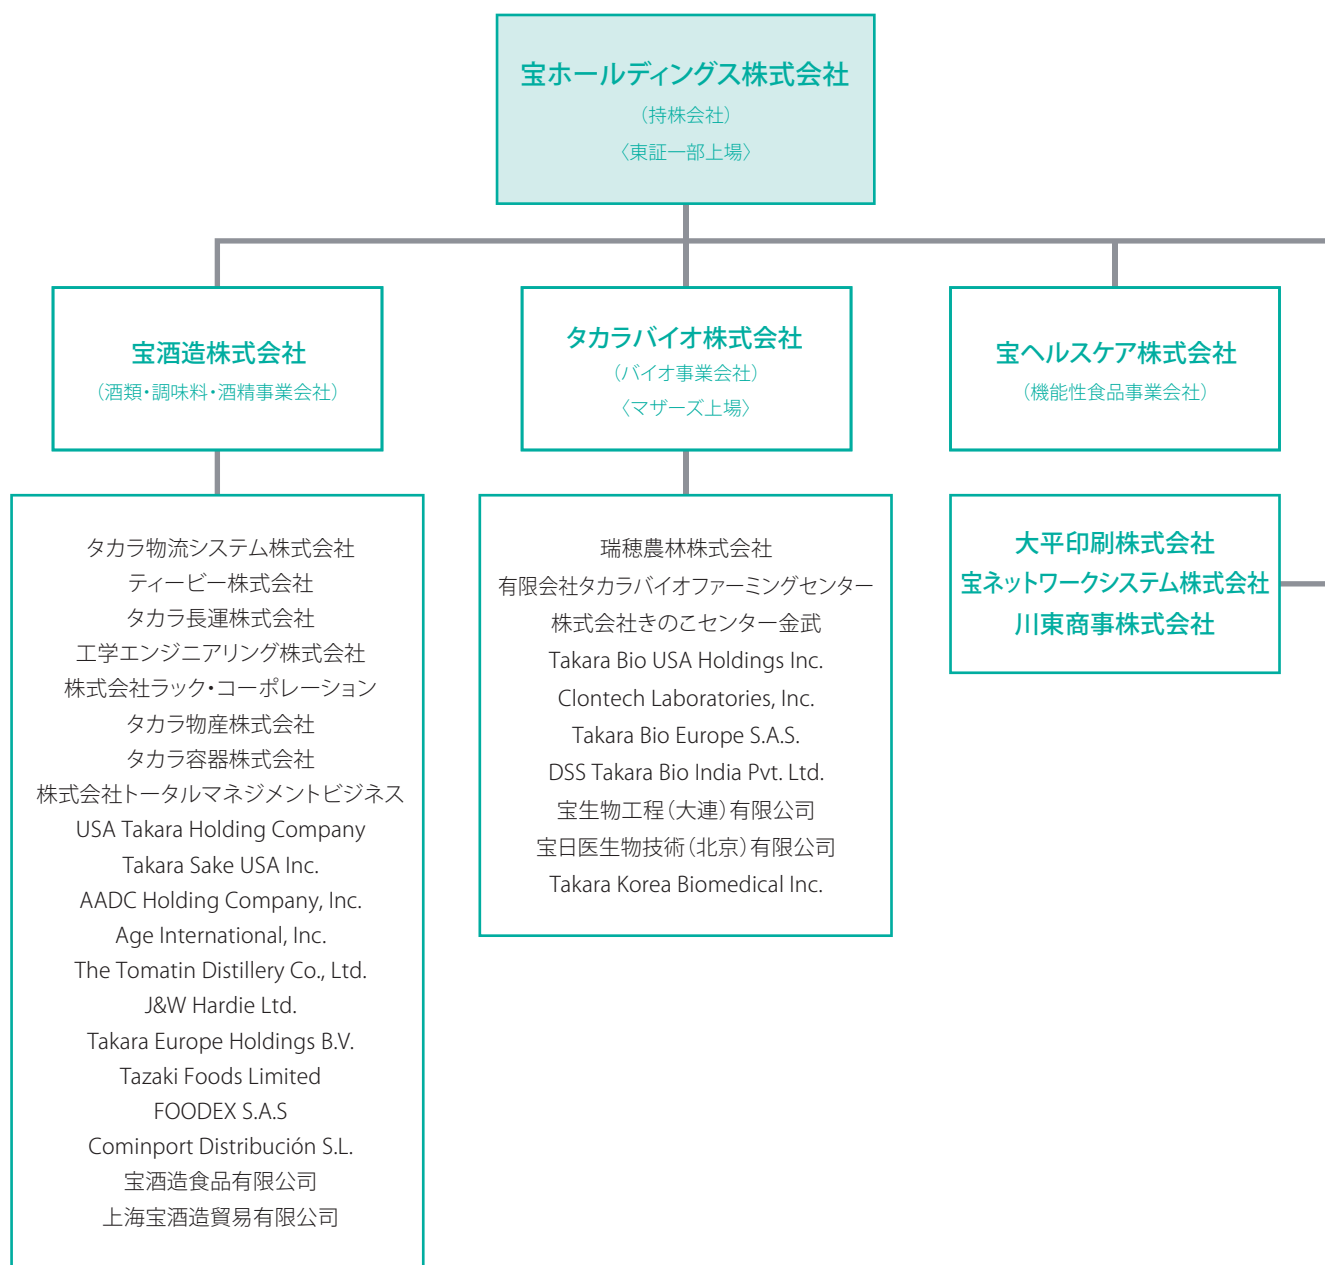 宝ホールディングス株式会社
（持株会社）
〈東証一部上場〉
宝酒造株式会社
（酒類・調味料・酒精事業会社）
タカラバイオ株式会社
（バイオ事業会社）
〈マザーズ上場〉
宝ヘルスケア株式会社
（機能性食品事業会社）
タカラ物流システム株式会社
ティービー株式会社
タカラ長運株式会社
工学エンジニアリング株式会社
株式会社ラック・コーポレーション
タカラ物産株式会社
タカラ容器株式会社
株式会社トータルマネジメントビジネス
USA Takara Holding Company
Takara Sake USA Inc.
AADC Holding Company, Inc.
Age International, Inc.
The Tomatin Distillery Co., Ltd.
J&W Hardie Ltd.
Takara Europe Holdings B.V.
Tazaki Foods Limited
FOODEX S.A.S
Cominport Distribución S.L.
宝酒造食品有限公司
上海宝酒造貿易有限公司
瑞穂農林株式会社
有限会社タカラバイオファーミングセンター
株式会社きのこセンター金武
Takara Bio USA Holdings Inc.
Clontech Laboratories, Inc.
Takara Bio Europe S.A.S.
DSS Takara Bio India Pvt. Ltd.
宝生物工程（大連）有限公司
宝日医生物技術（北京）有限公司
Takara Korea Biomedical Inc.
大平印刷株式会社
宝ネットワークシステム株式会社
川東商事株式会社